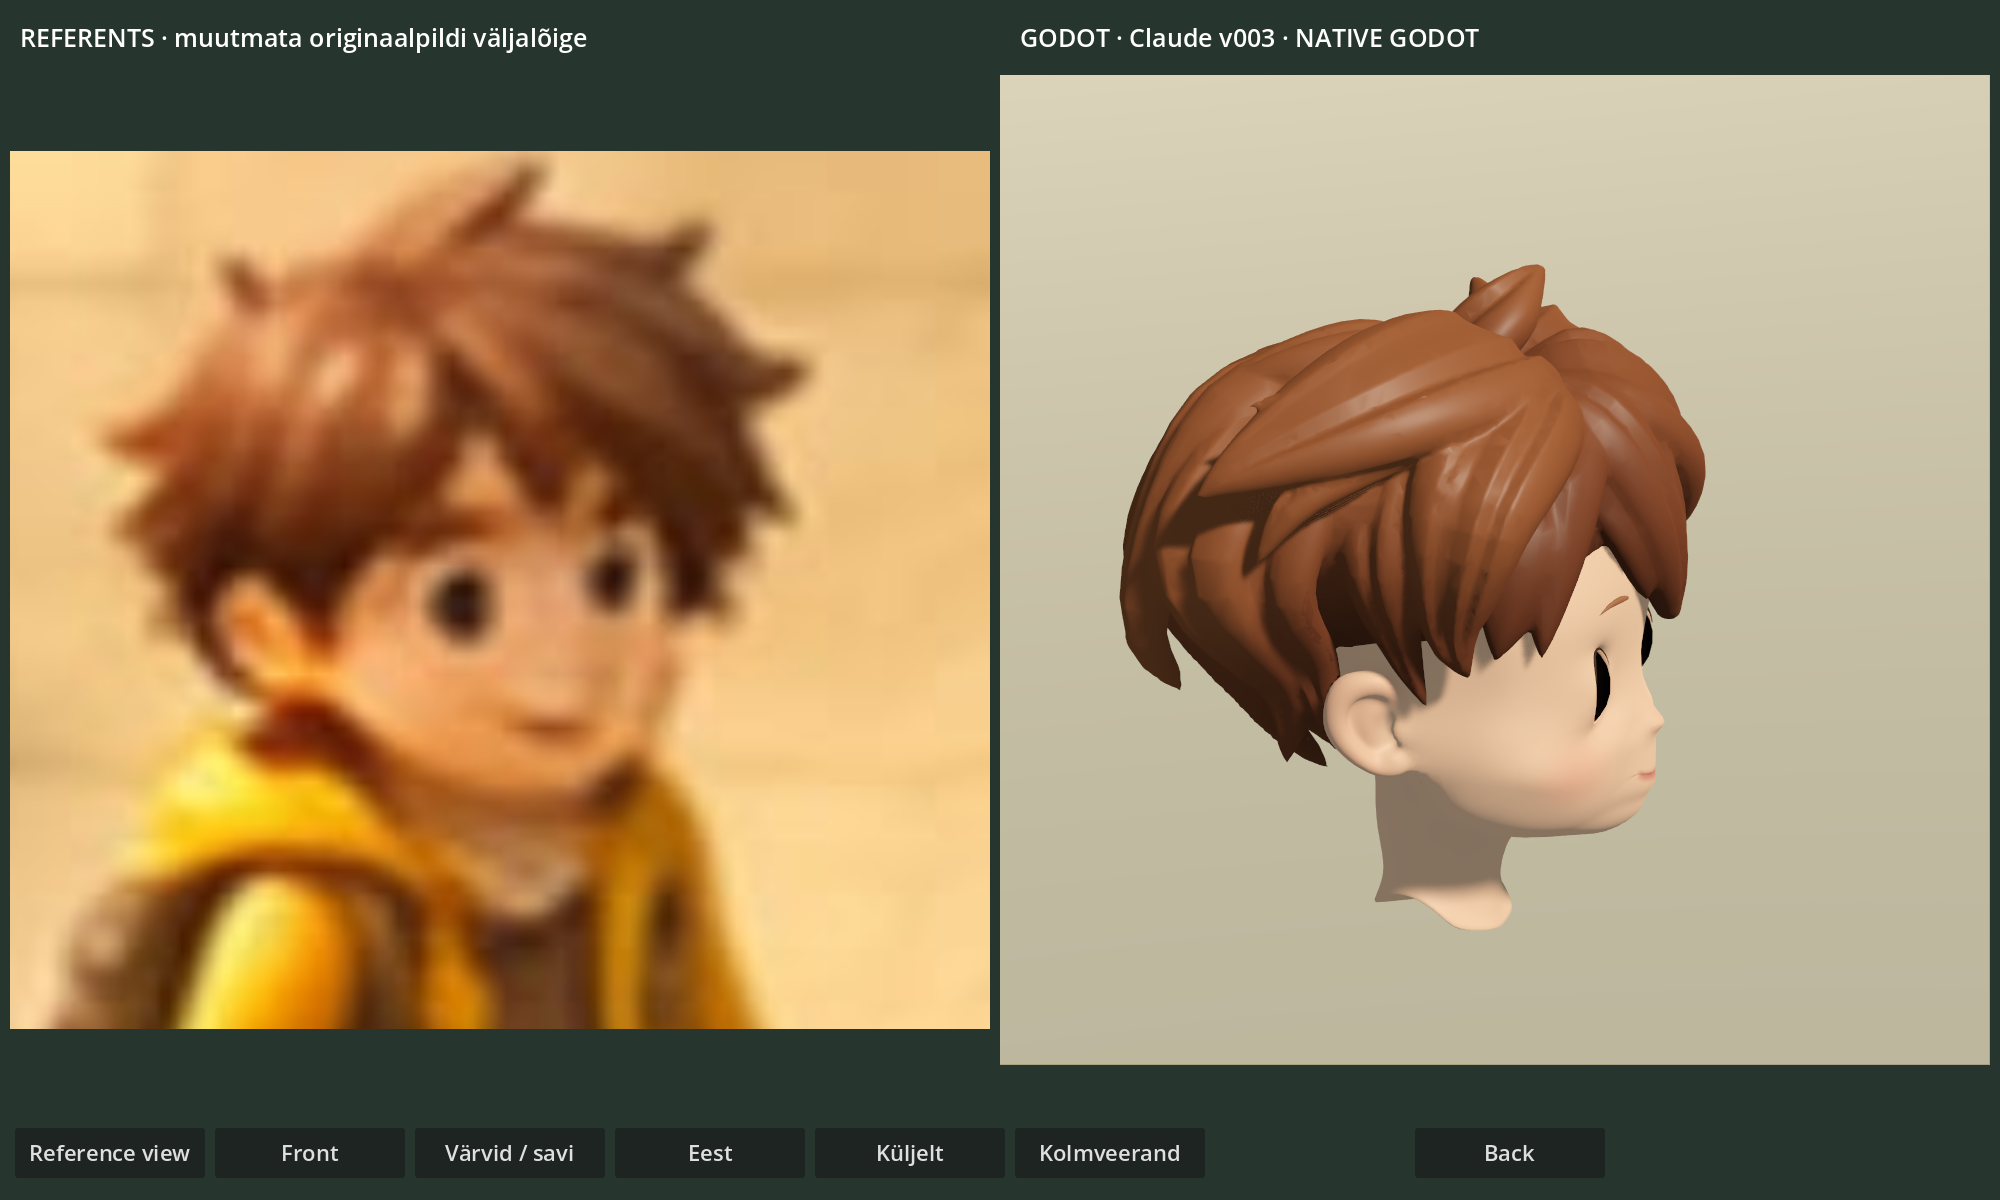 REFERENTS · muutmata originaalpildi väljalõige
GODOT · Claude v003 · NATIVE GODOT
Reference view
Front
Värvid / savi
Eest
Küljelt
Kolmveerand
Back